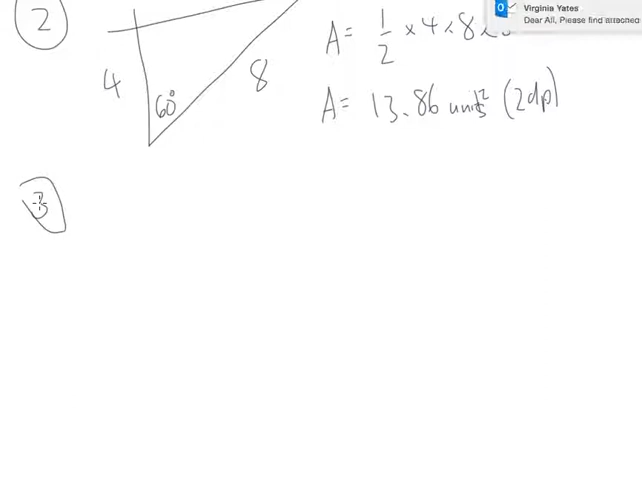 2
A = 1/2 × 4 × 8 ×
4
8
60°
A = 13.86 units² (2dp)
3
Virginia Yates
Dear All, Please find attached